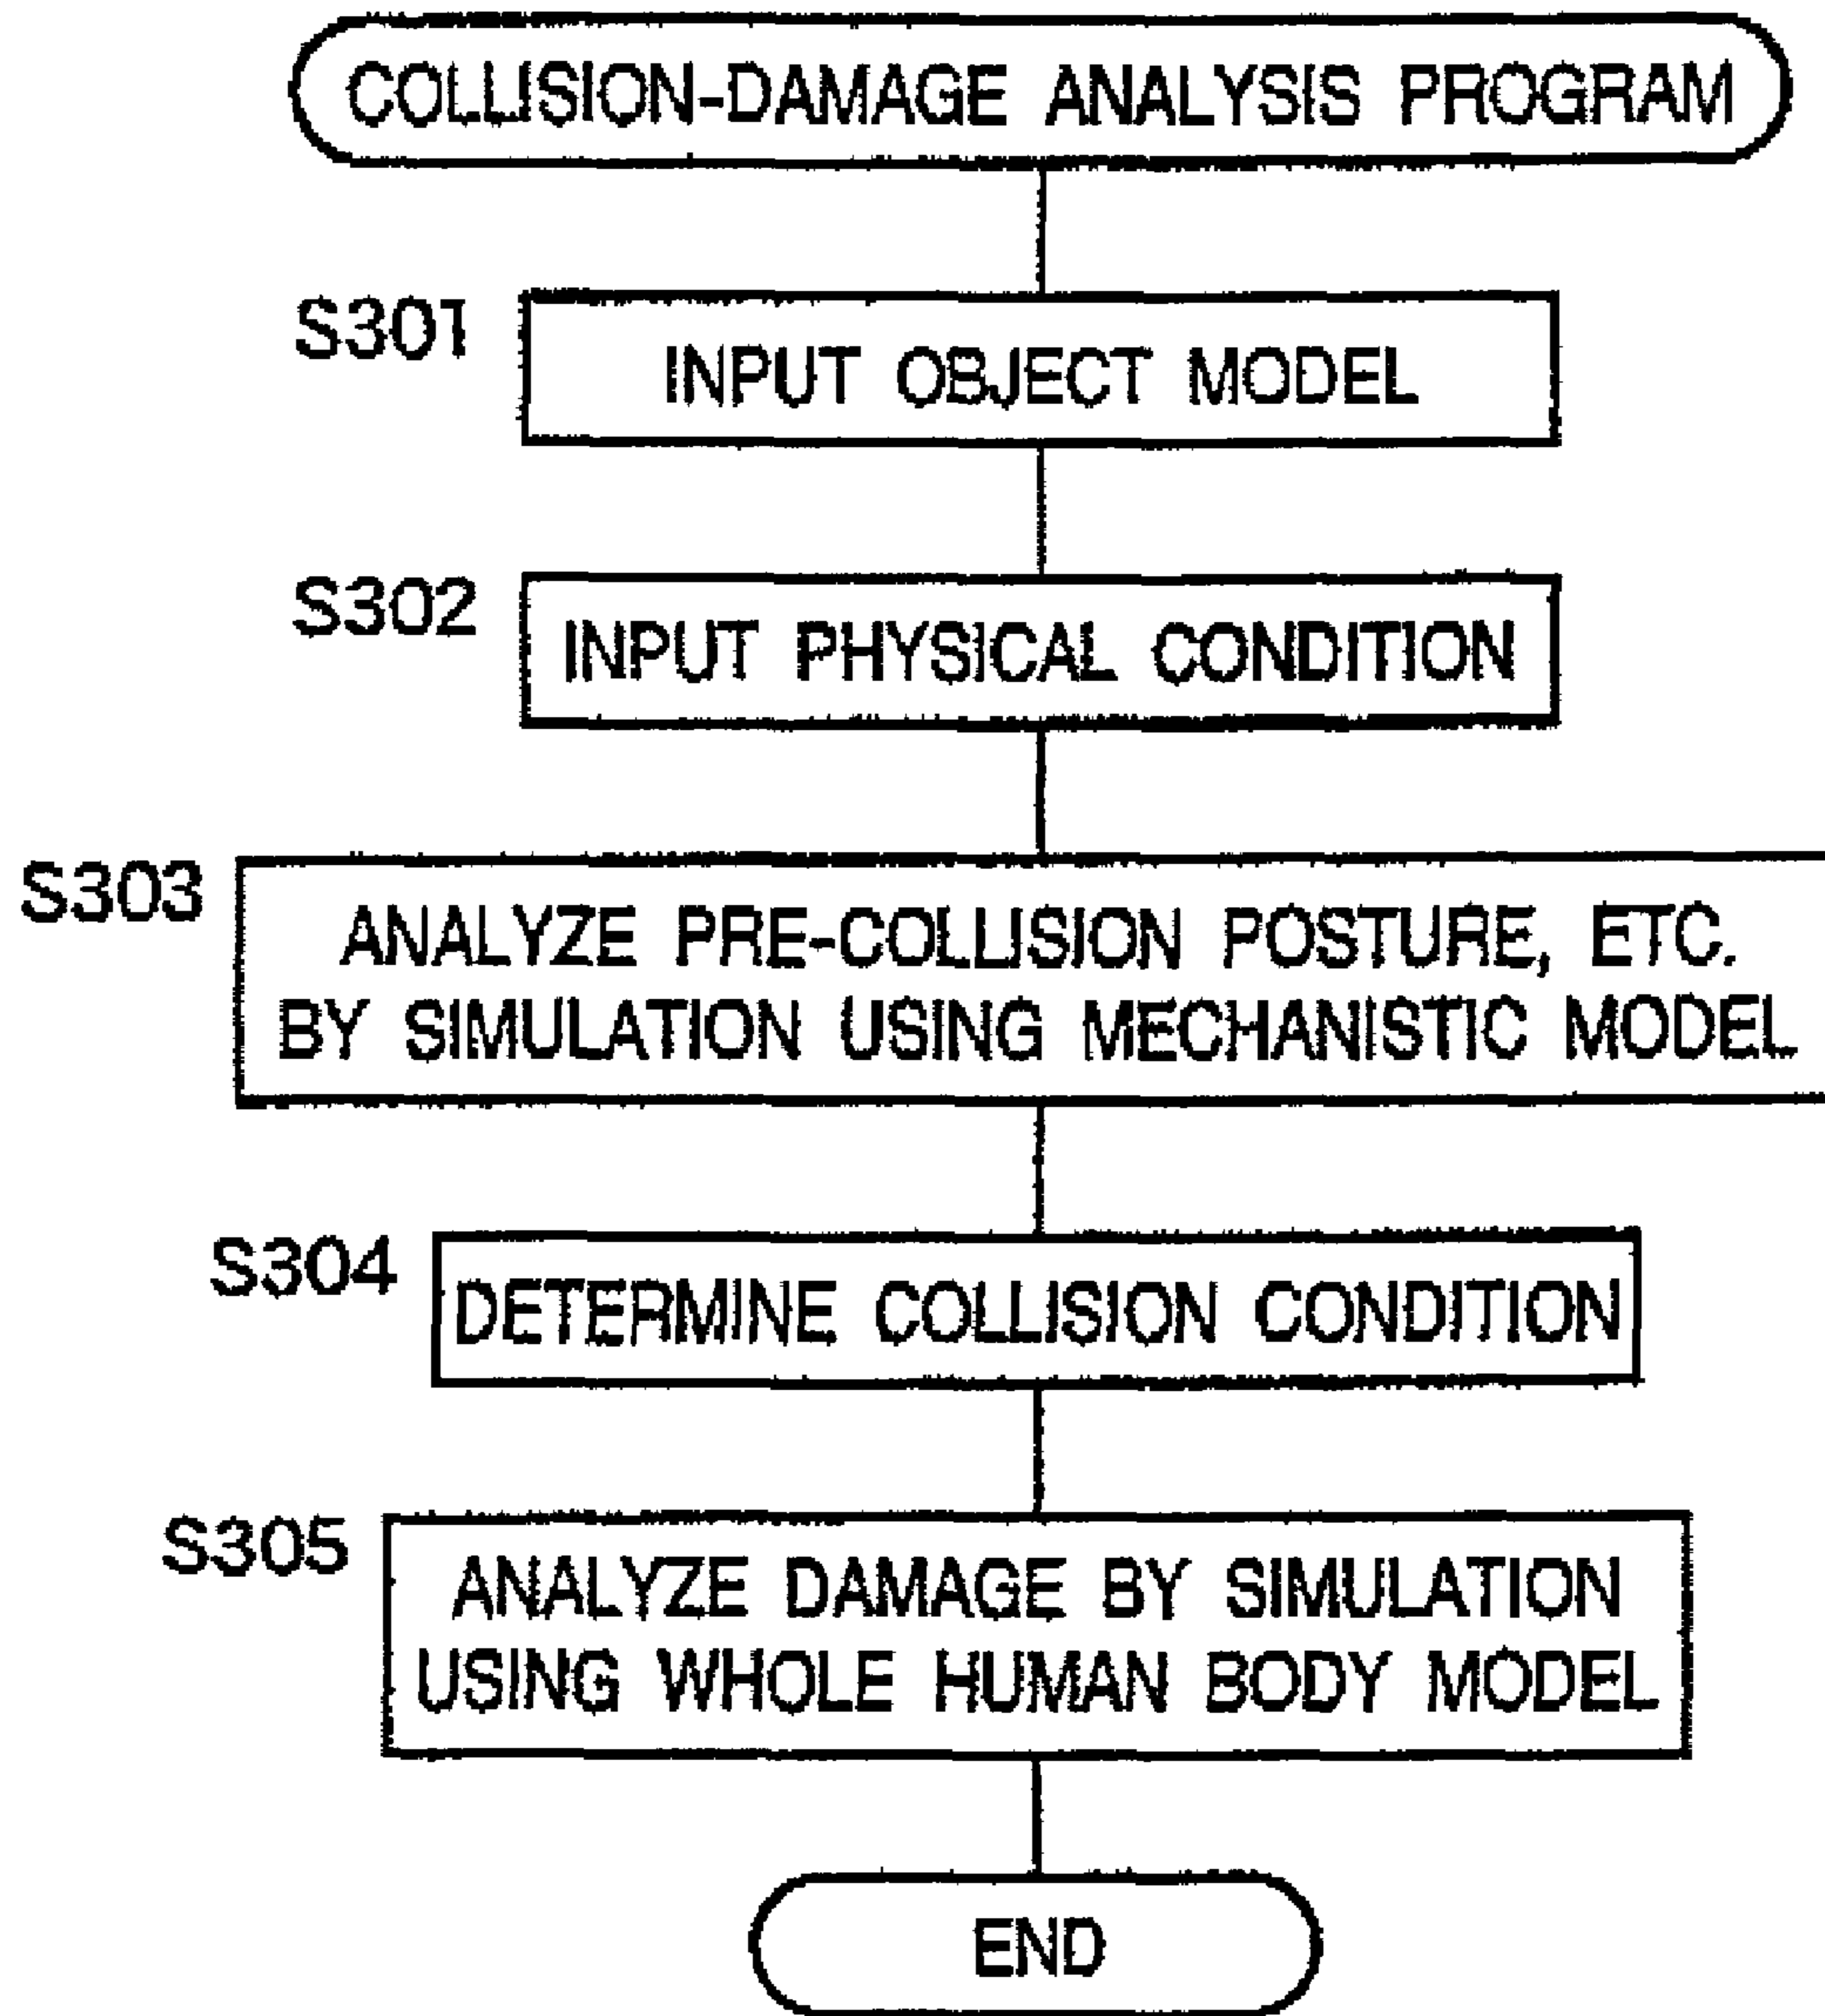 COLLISION-DAMAGE ANALYSIS PROGRAM
S301
INPUT OBJECT MODEL
S302
INPUT PHYSICAL CONDITION
S303
ANALYZE PRE-COLLISION POSTURE, ETC.
BY SIMULATION USING MECHANISTIC MODEL
S304
DETERMINE COLLISION CONDITION
S305
ANALYZE DAMAGE BY SIMULATION
USING WHOLE HUMAN BODY MODEL
END